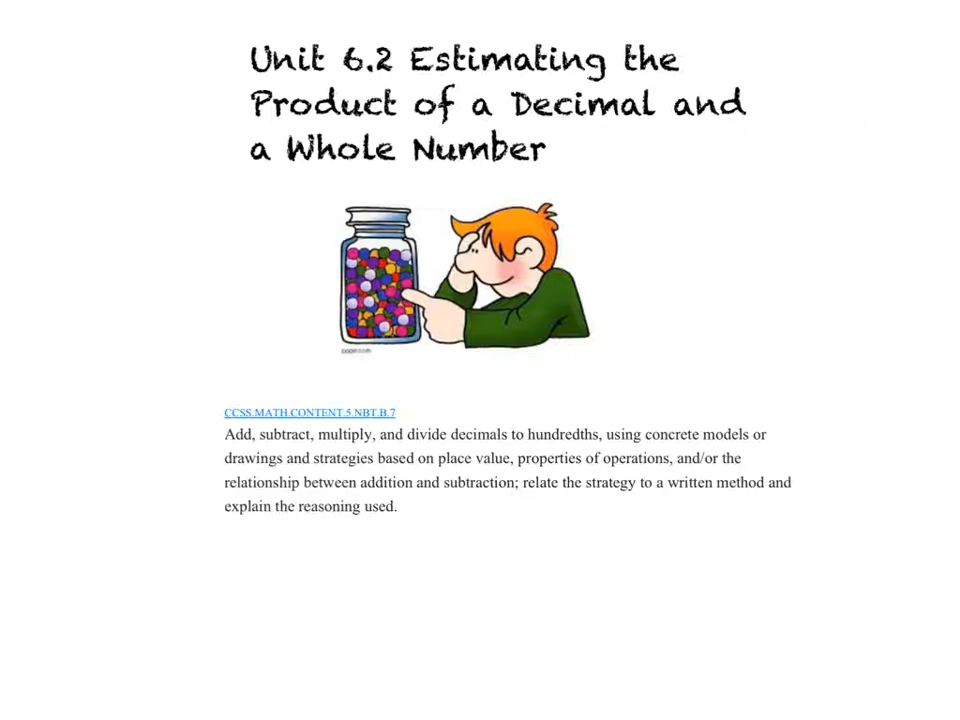 Unit 6.2 Estimating the
Product of a Decimal and
a Whole Number
CCSS.MATH.CONTENT.5.NBT.B.7
Add, subtract, multiply, and divide decimals to hundredths, using concrete models or
drawings and strategies based on place value, properties of operations, and/or the
relationship between addition and subtraction; relate the strategy to a written method and
explain the reasoning used.